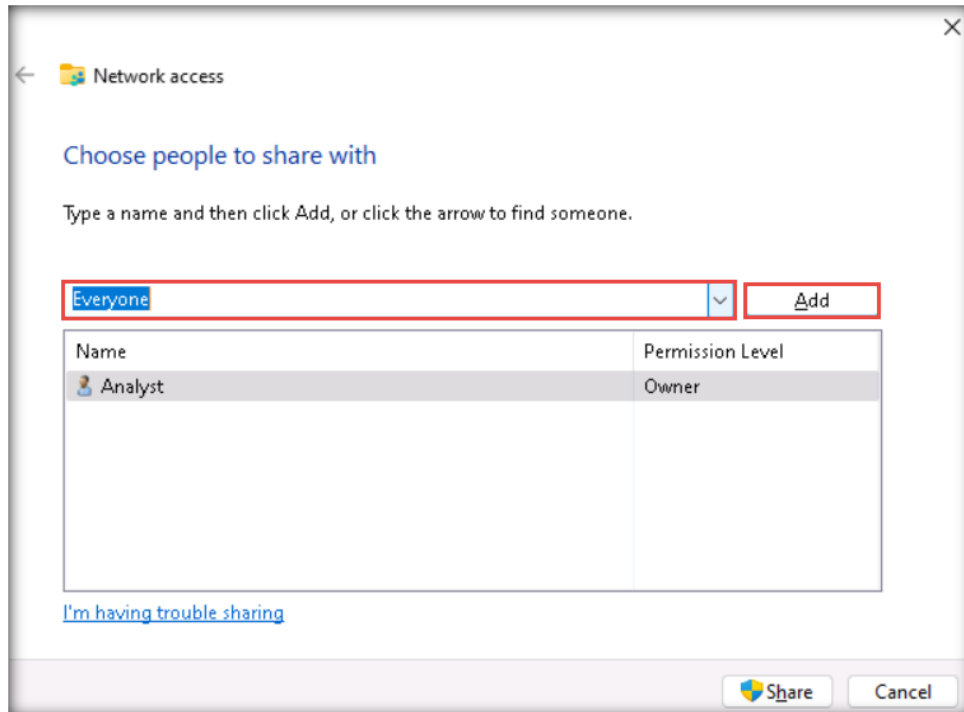 Network access
Choose people to share with
Type a name and then click Add, or click the arrow to find someone.
Everyone Add
Name Permission Level
Analyst Owner
I'm having trouble sharing
Share Cancel